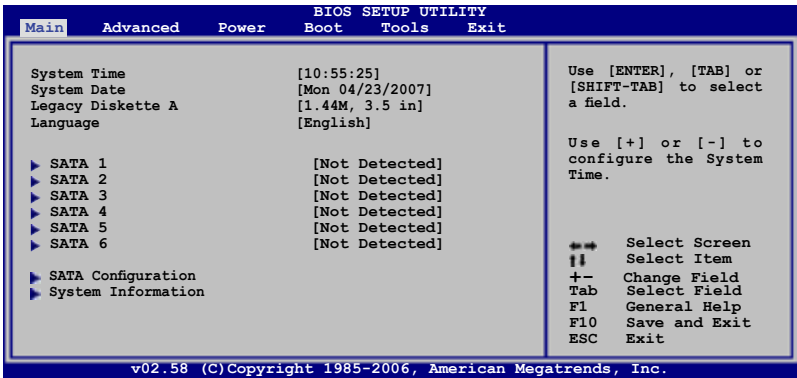 BIOS SETUP UTILITY
Main Advanced Power Boot Tools Exit
System Time [10:55:25]
System Date [Mon 04/23/2007]
Legacy Diskette A [1.44M, 3.5 in]
Language [English]
SATA 1 [Not Detected]
SATA 2 [Not Detected]
SATA 3 [Not Detected]
SATA 4 [Not Detected]
SATA 5 [Not Detected]
SATA 6 [Not Detected]
SATA Configuration
System Information
Use [ENTER], [TAB] or
[SHIFT-TAB] to select
a field.
Use [+] or [-] to
configure the System
Time.
Select Screen
Select Item
+- Change Field
Tab Select Field
F1 General Help
F10 Save and Exit
ESC Exit
v02.58 (C)Copyright 1985-2006, American Megatrends, Inc.